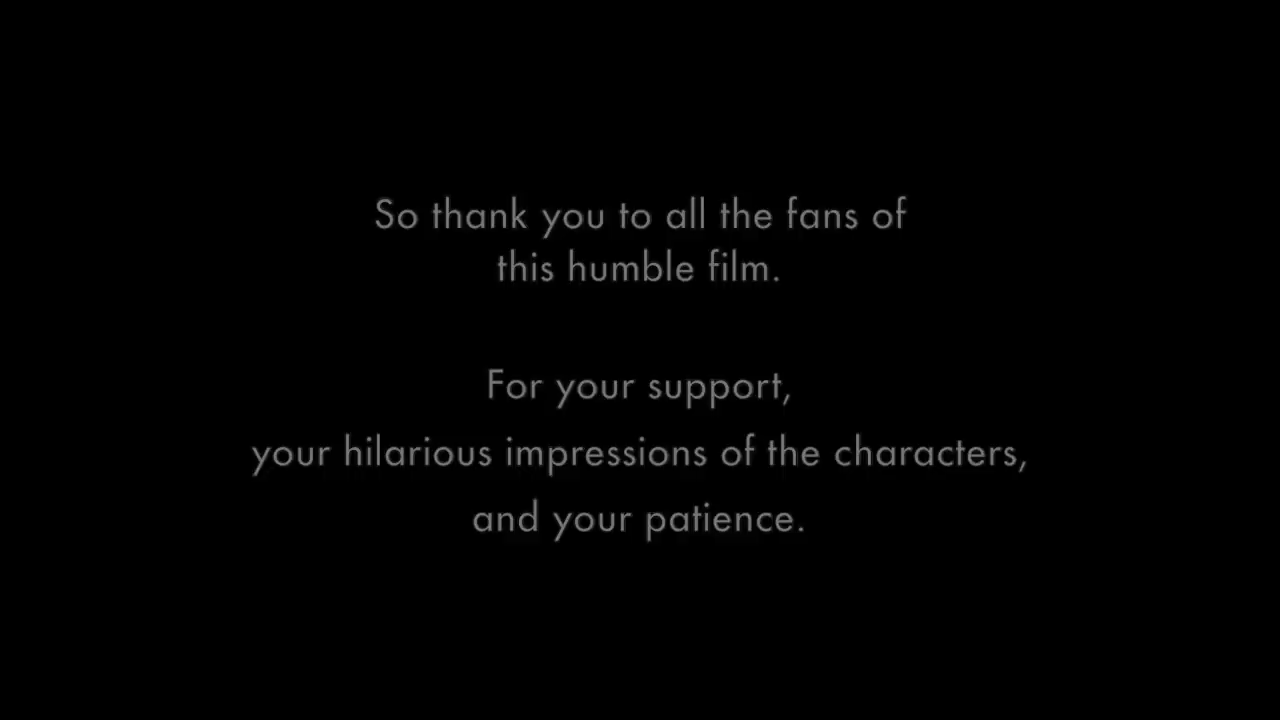 So thank you to all the fans of
this humble film.
For your support,
your hilarious impressions of the characters,
and your patience.